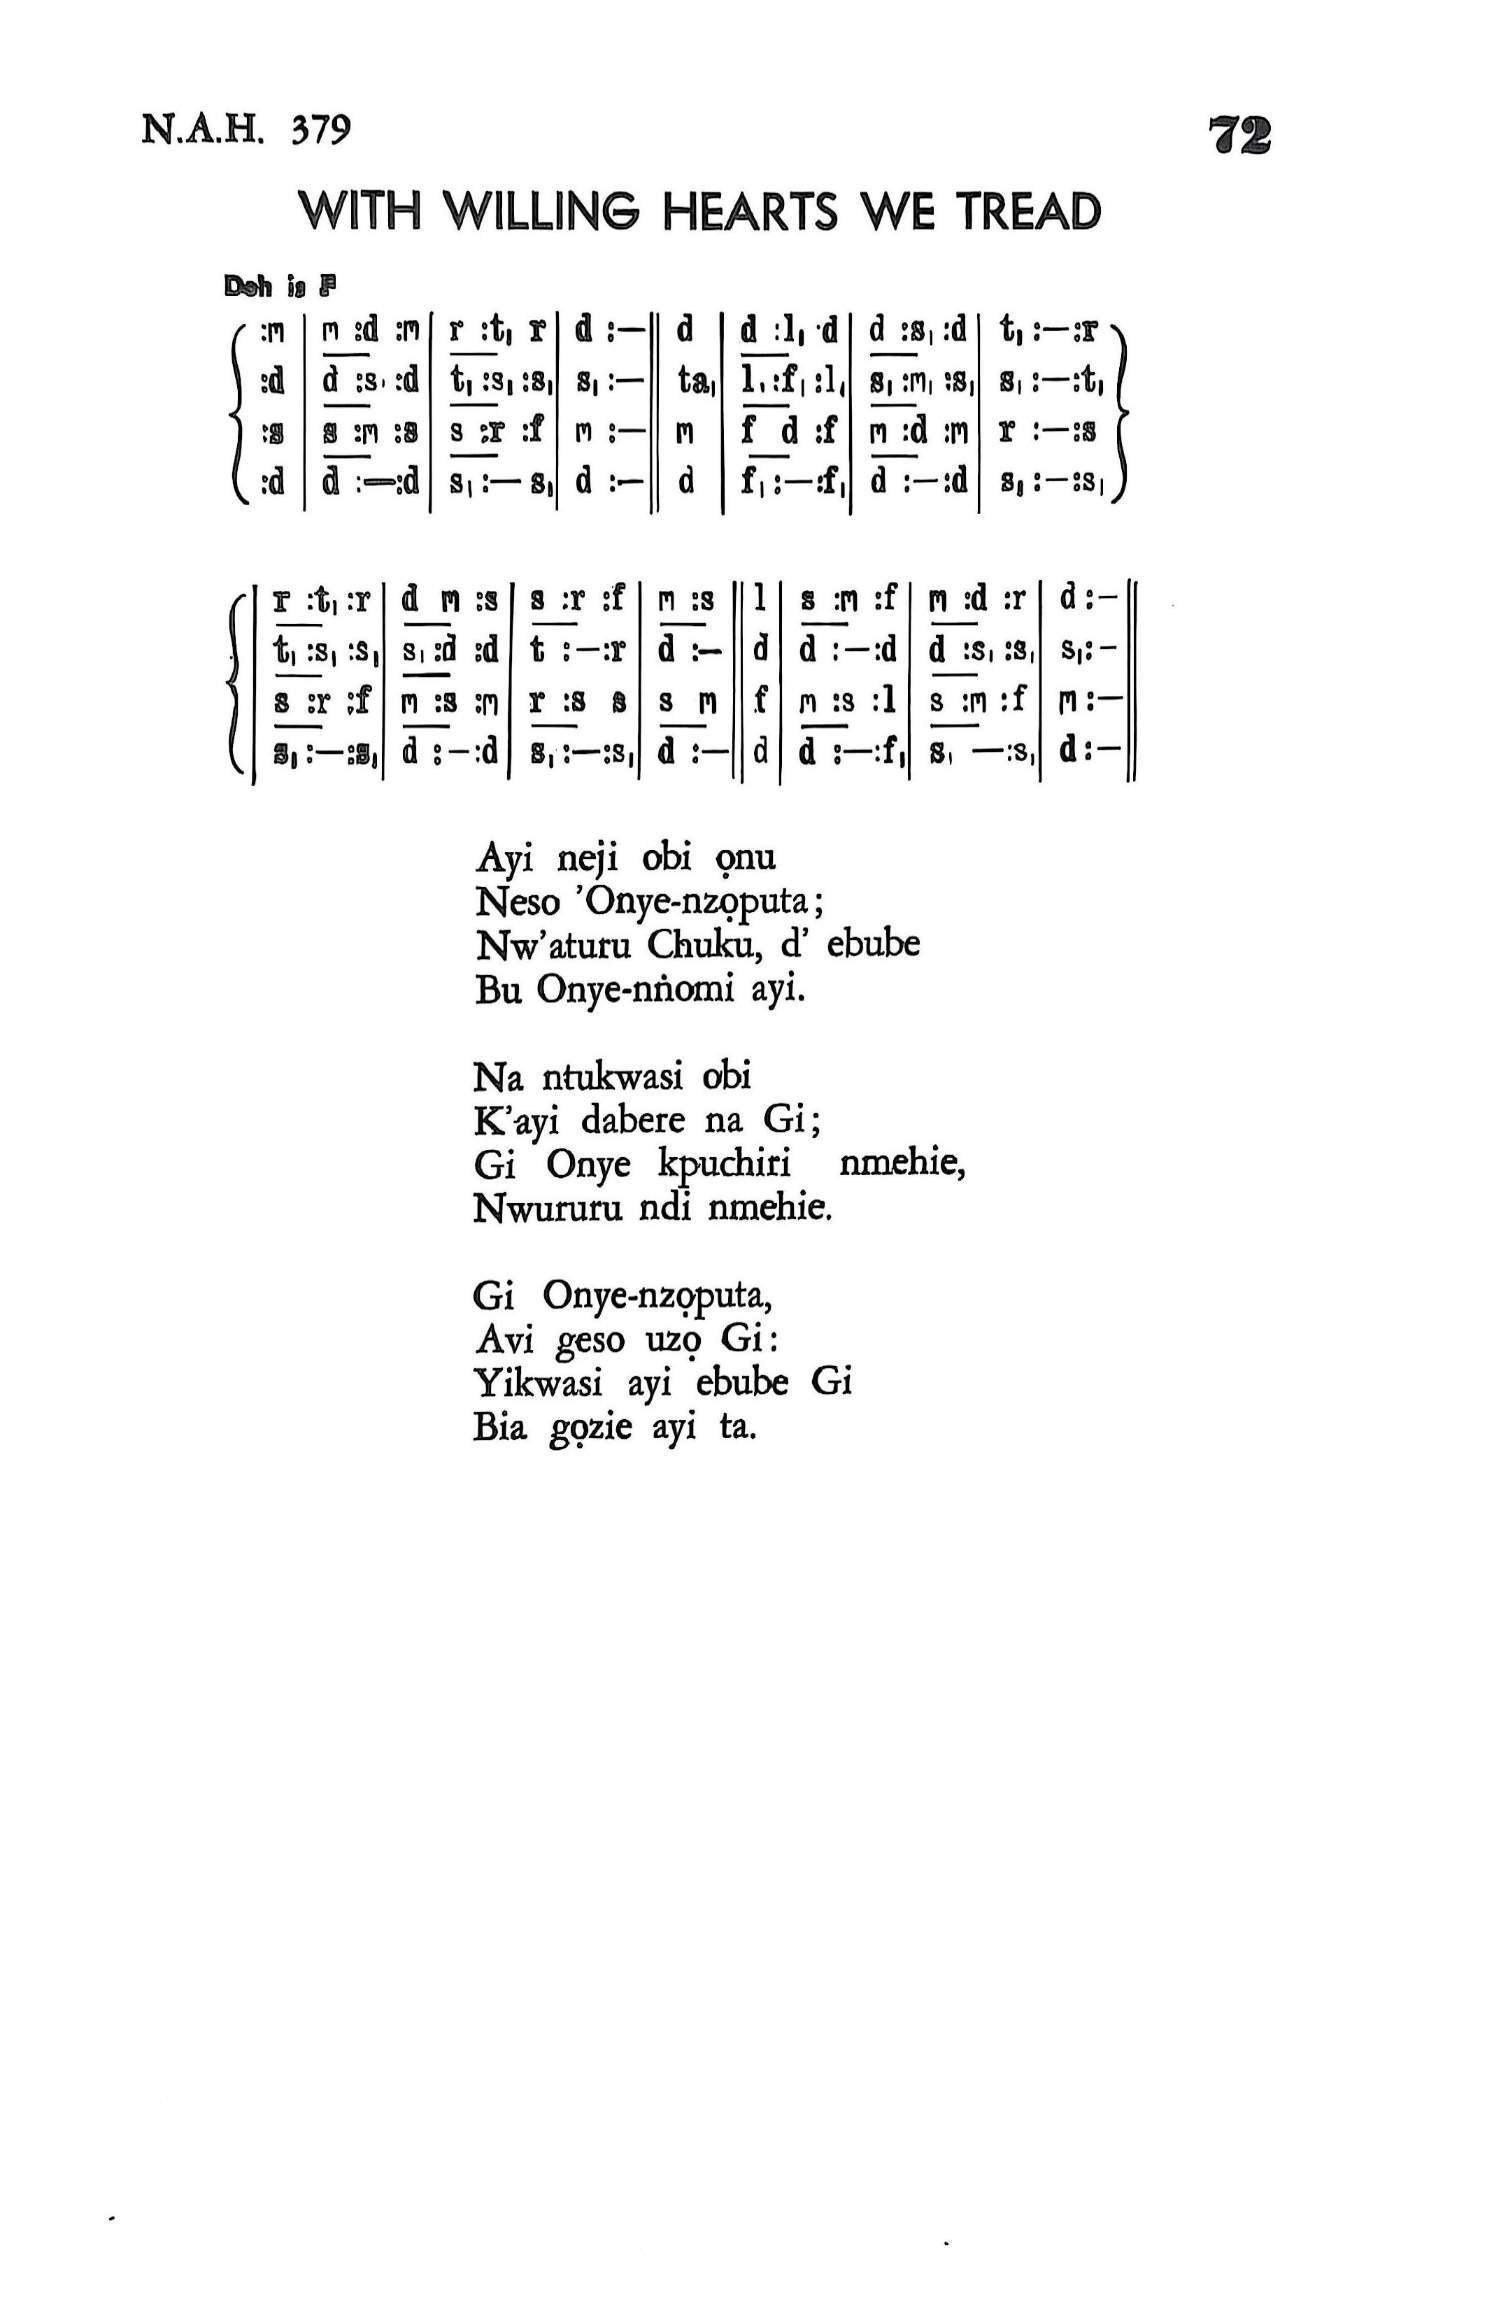 N.A.H. 379
72
WITH WILLING HEARTS WE TREAD
Doh is F
:m | m :d :m | r :t, r | d :— || d | d :l, ·d | d :s, :d | t, :—:r
:d | d :s, :d | t, :s, :s, | s, :— || ta, | l, :f, :l, | s, :m, :s, | s, :—:t,
:s | s :m :s | s :r :f | m :— || m | f d :f | m :d :m | r :—:s
:d | d :—:d | s, :— s, | d :— || d | f, :—:f, | d :—:d | s, :—:s,
| r :t, :r | d m :s | s :r :f | m :s || l | s :m :f | m :d :r | d :— ||
| t, :s, :s, | s, :d :d | t :—:r | d :— || d | d :—:d | d :s, :s, | s, :— ||
| s :r :f | m :s :m | r :s s | s m || f | m :s :l | s :m :f | m :— ||
| s, :—:s, | d :—:d | s, :—:s, | d :— || d | d :—:f, | s, —:s, | d :— ||
Ayi neji obi ọnu
Neso 'Onye-nzọputa;
Nw'aturu Chuku, d' ebube
Bu Onye-nṅomi ayi.
Na ntukwasi obi
K'ayi dabere na Gi;
Gi Onye kpuchiri nmehie,
Nwururu ndi nmehie.
Gi Onye-nzọputa,
Avi geso uzọ Gi:
Yikwasi ayi ebube Gi
Bia gọzie ayi ta.